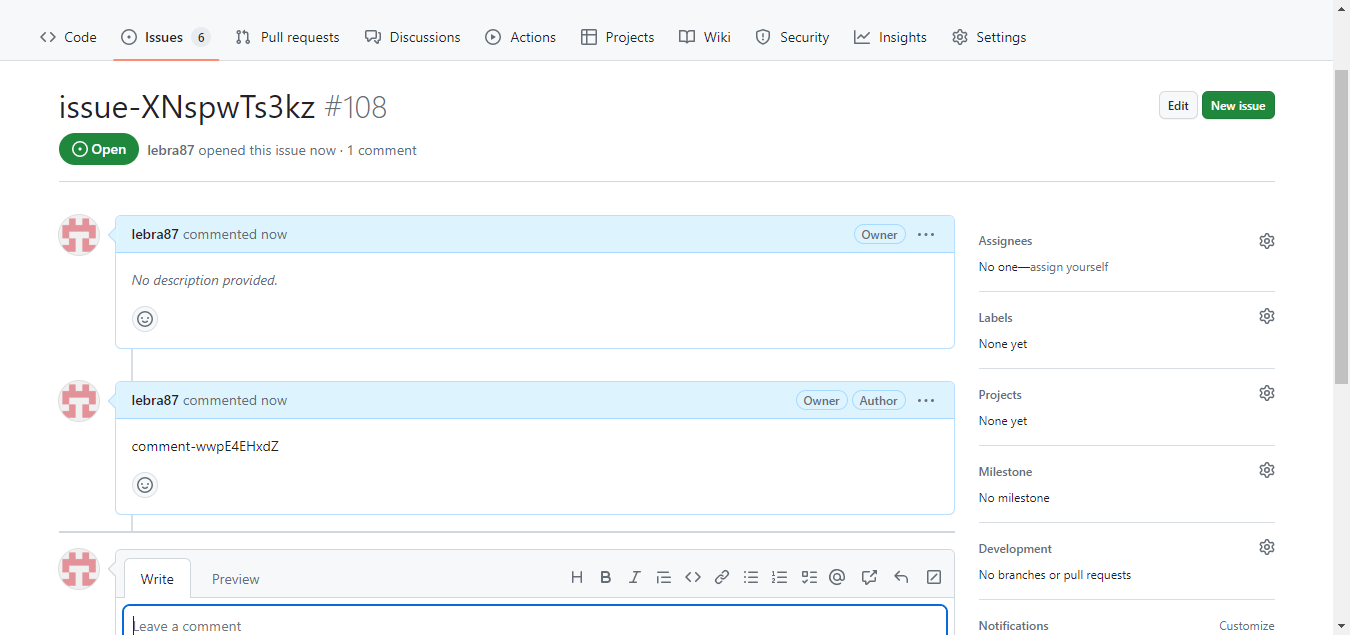 Code Issues 6 Pull requests Discussions Actions Projects Wiki Security Insights Settings
issue-XNspwTs3kz #108
Edit New issue
Open lebra87 opened this issue now · 1 comment
lebra87 commented now Owner
No description provided.
lebra87 commented now Owner Author
comment-wwpE4EHxdZ
Write Preview
Leave a comment
Assignees
No one—assign yourself
Labels
None yet
Projects
None yet
Milestone
No milestone
Development
No branches or pull requests
Notifications Customize